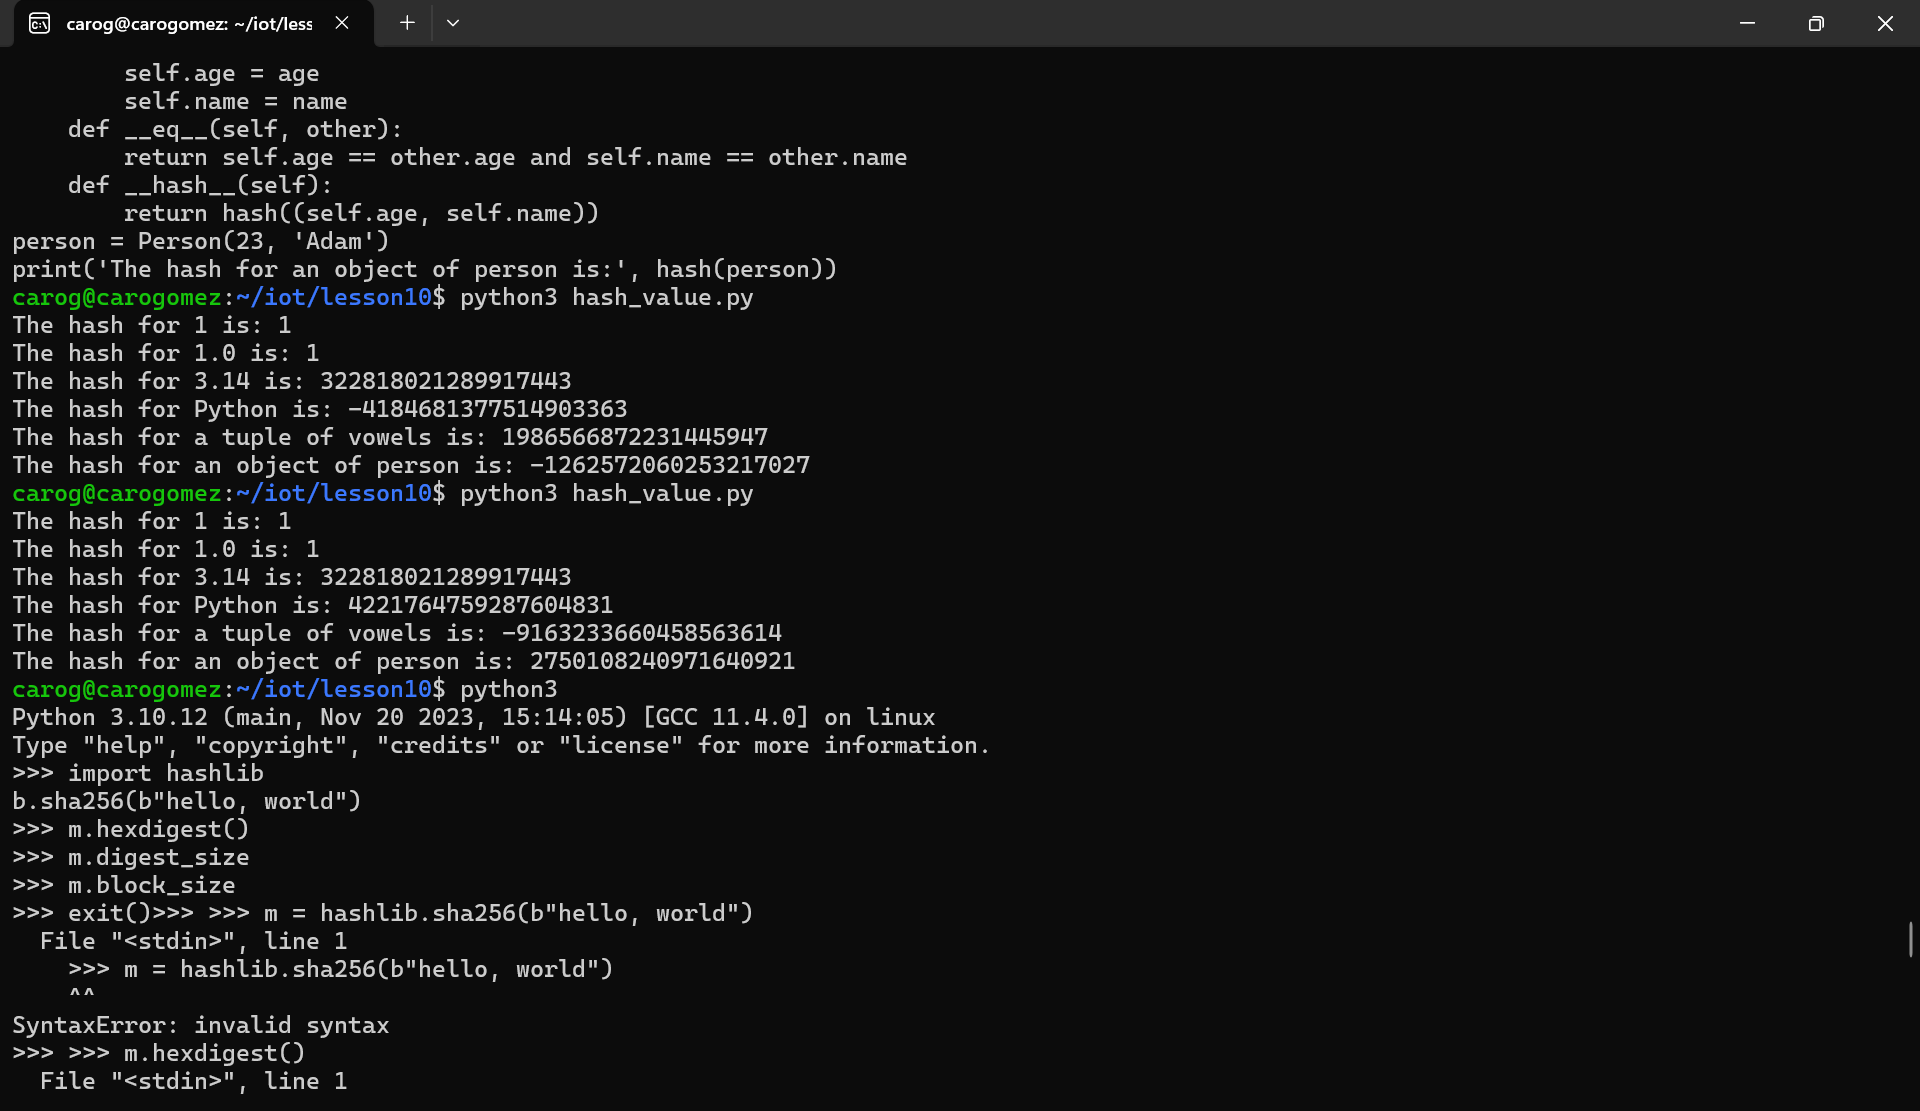 carog@carogomez: ~/iot/less
        self.age = age
        self.name = name
    def __eq__(self, other):
        return self.age == other.age and self.name == other.name
    def __hash__(self):
        return hash((self.age, self.name))
person = Person(23, 'Adam')
print('The hash for an object of person is:', hash(person))
carog@carogomez:~/iot/lesson10$ python3 hash_value.py
The hash for 1 is: 1
The hash for 1.0 is: 1
The hash for 3.14 is: 322818021289917443
The hash for Python is: -4184681377514903363
The hash for a tuple of vowels is: 1986566872231445947
The hash for an object of person is: -1262572060253217027
carog@carogomez:~/iot/lesson10$ python3 hash_value.py
The hash for 1 is: 1
The hash for 1.0 is: 1
The hash for 3.14 is: 322818021289917443
The hash for Python is: 4221764759287604831
The hash for a tuple of vowels is: -9163233660458563614
The hash for an object of person is: 2750108240971640921
carog@carogomez:~/iot/lesson10$ python3
Python 3.10.12 (main, Nov 20 2023, 15:14:05) [GCC 11.4.0] on linux
Type "help", "copyright", "credits" or "license" for more information.
>>> import hashlib
b.sha256(b"hello, world")
>>> m.hexdigest()
>>> m.digest_size
>>> m.block_size
>>> exit()>>> >>> m = hashlib.sha256(b"hello, world")
  File "<stdin>", line 1
    >>> m = hashlib.sha256(b"hello, world")
    ^^
SyntaxError: invalid syntax
>>> >>> m.hexdigest()
  File "<stdin>", line 1